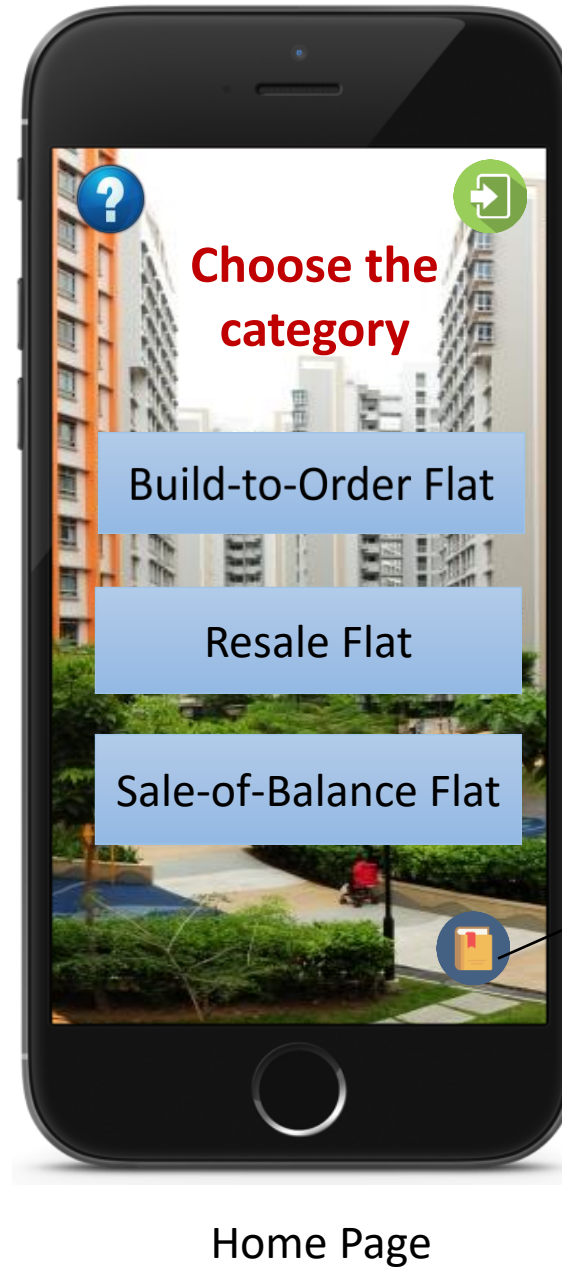 ?
Choose the
category
Build-to-Order Flat
Resale Flat
Sale-of-Balance Flat
Home Page